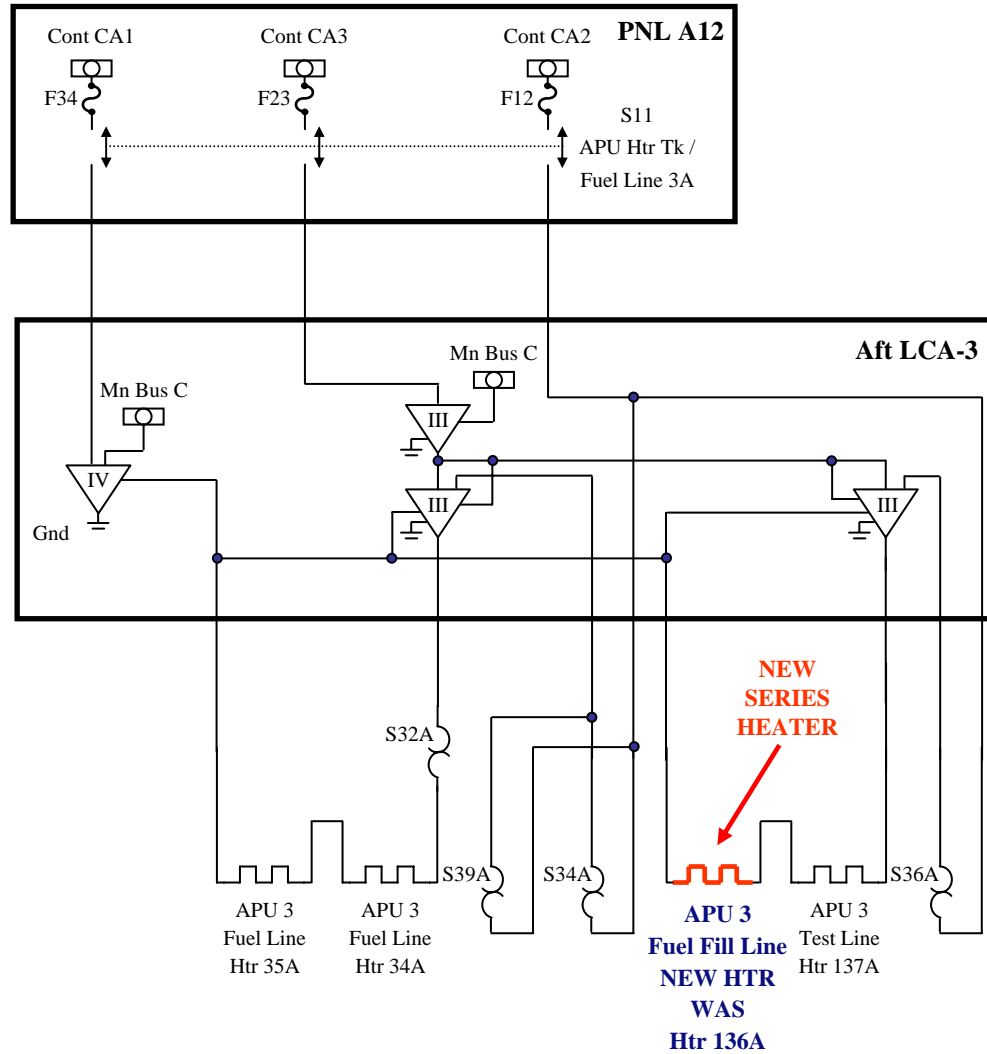 PNL A12
Cont CA1
Cont CA3
Cont CA2
F34
F23
F12
S11
APU Htr Tk /
Fuel Line 3A
Aft LCA-3
Mn Bus C
Mn Bus C
III
IV
III
III
Gnd
NEW
SERIES
HEATER
S32A
S39A
S34A
S36A
APU 3
Fuel Line
Htr 35A
APU 3
Fuel Line
Htr 34A
APU 3
Fuel Fill Line
NEW HTR
WAS
Htr 136A
APU 3
Test Line
Htr 137A